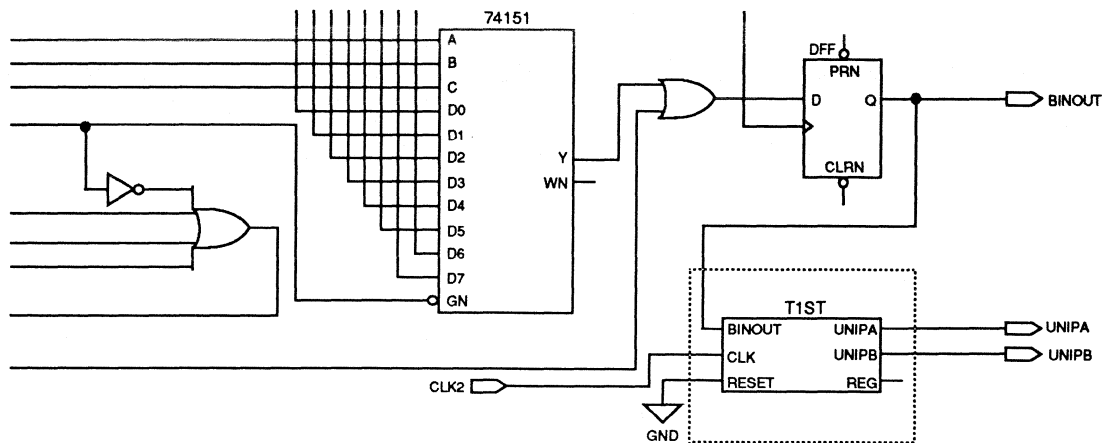 74151
A
B
C
D0
D1
D2
D3
D4
D5
D6
D7
GN
Y
WN
DFF
PRN
D
Q
CLRN
BINOUT
T1ST
BINOUT
UNIPA
CLK
UNIPB
RESET
REG
UNIPA
UNIPB
CLK2
GND